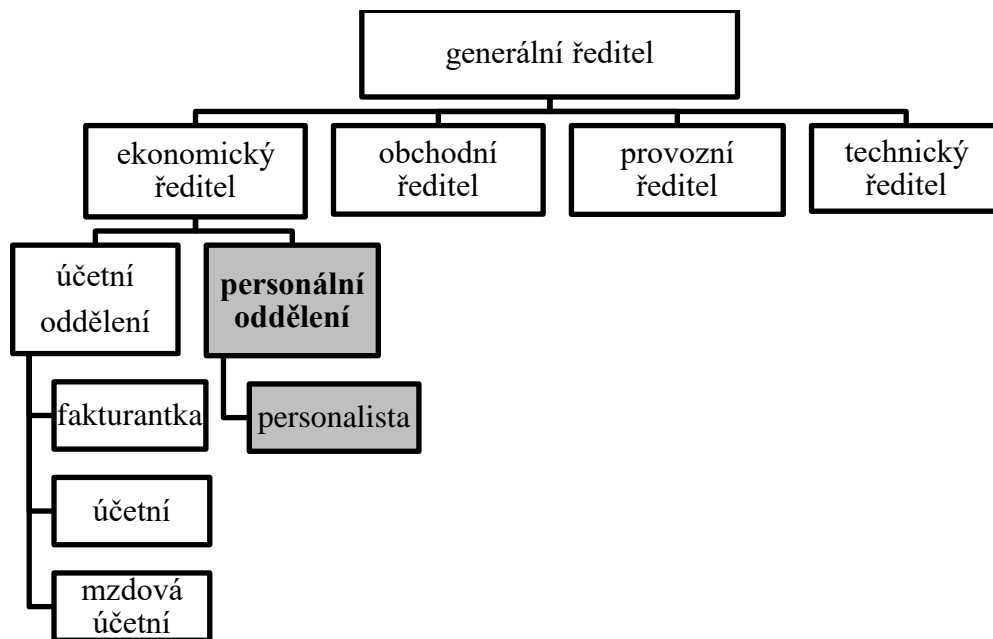 generální ředitel
ekonomický
ředitel
obchodní
ředitel
provozní
ředitel
technický
ředitel
účetní
oddělení
personální
oddělení
fakturantka
personalista
účetní
mzdová
účetní